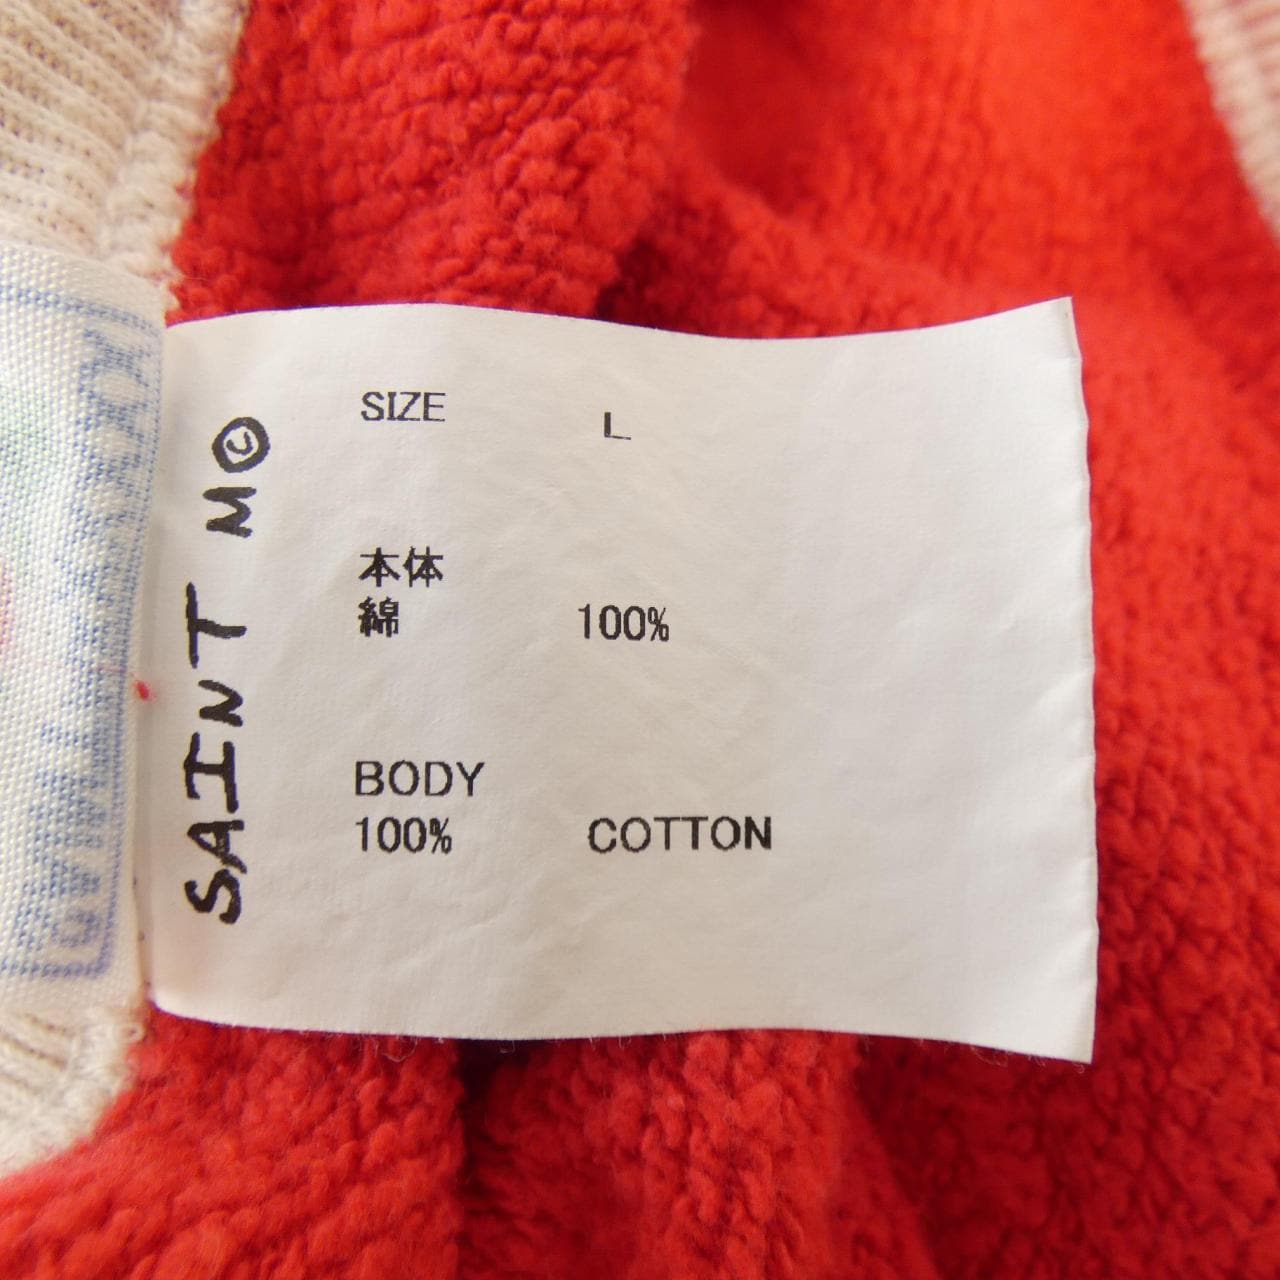 SAINT M©
SIZE L
本体
綿 100%
BODY
100% COTTON